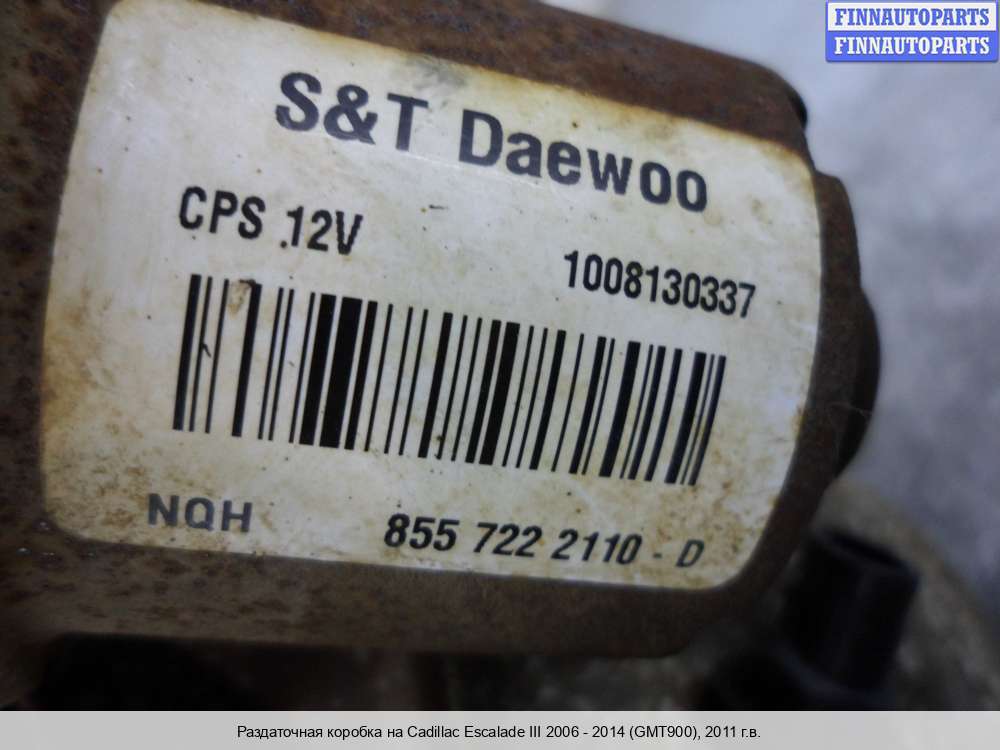 FINNAUTOPARTS
FINNAUTOPARTS
S&T Daewoo
CPS .12V
1008130337
NQH
855 722 2110 - D
Раздаточная коробка на Cadillac Escalade III 2006 - 2014 (GMT900), 2011 г.в.